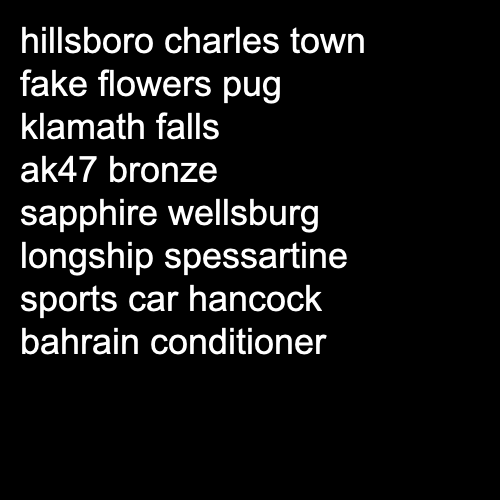 hillsboro charles town
fake flowers pug
klamath falls
ak47 bronze
sapphire wellsburg
longship spessartine
sports car hancock
bahrain conditioner